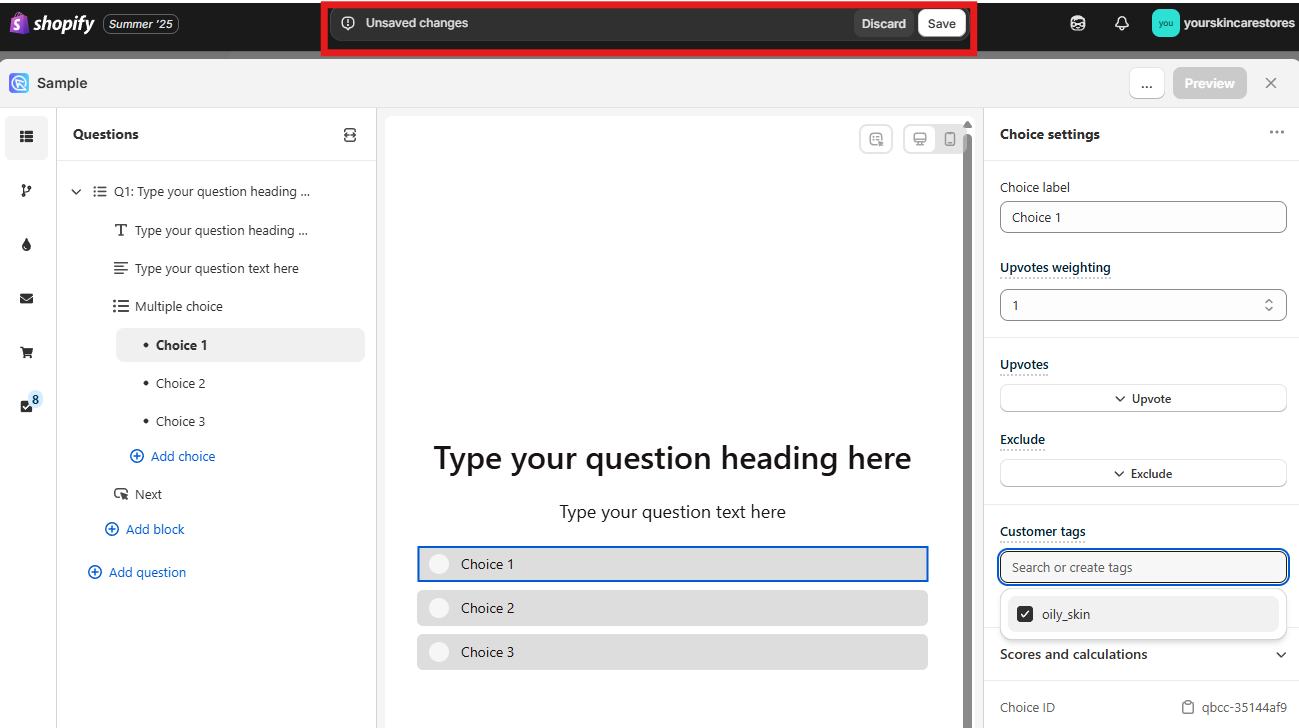 shopify Summer '25 Unsaved changes Discard Save you yourskincarestores
Sample ... Preview
Questions
Q1: Type your question heading ...
Type your question heading ...
Type your question text here
Multiple choice
Choice 1
Choice 2
Choice 3
Add choice
Next
Add block
Add question
8
Type your question heading here
Type your question text here
Choice 1
Choice 2
Choice 3
Choice settings
Choice label
Choice 1
Upvotes weighting
1
Upvotes
Upvote
Exclude
Exclude
Customer tags
Search or create tags
oily_skin
Scores and calculations
Choice ID qbcc-35144af9